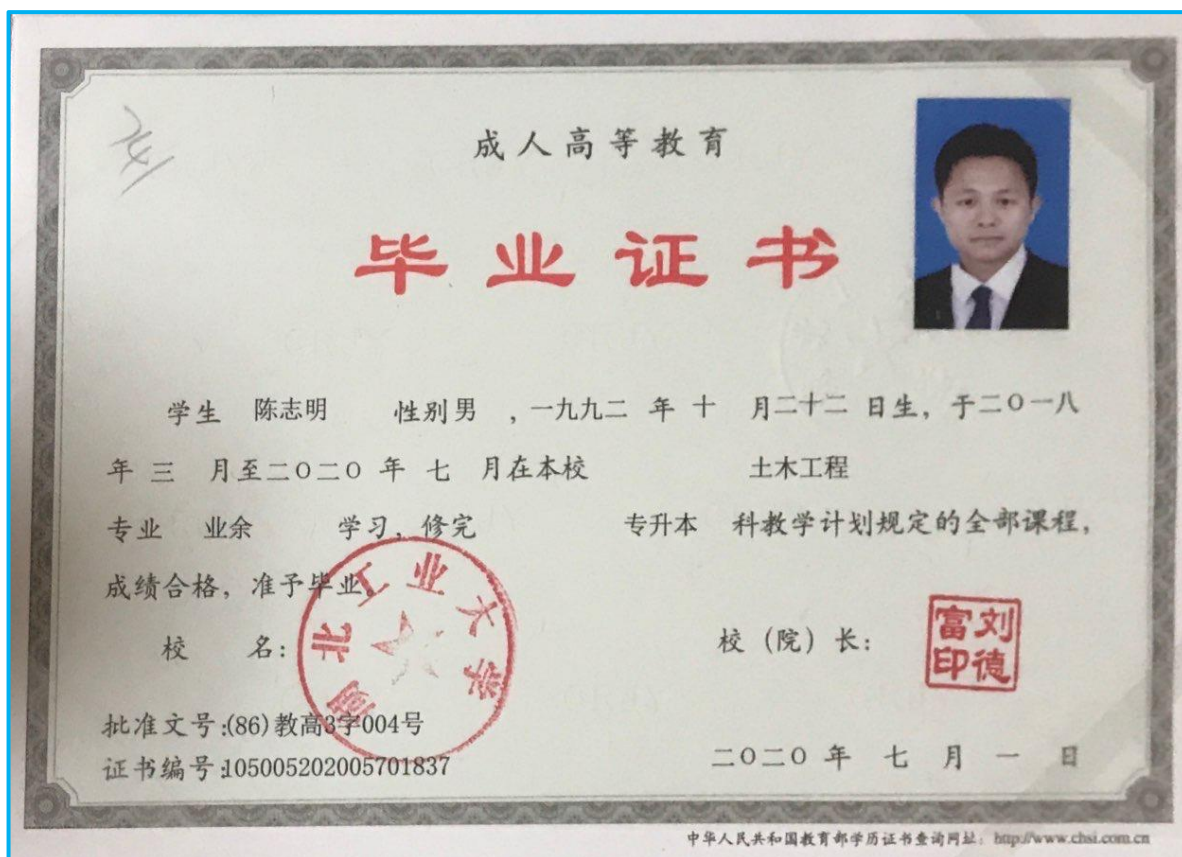 成人高等教育
毕业证书
学生 陈志明 性别 男 ，一九九二 年 十 月 二十二 日生，于二〇一八
年 三 月至二〇二〇 年 七 月在本校 土木工程
专业 业余 学习，修完 专升本 科教学计划规定的全部课程，
成绩合格，准予毕业。
湖北工业大学
校 名：
校（院）长：
刘德富印
批准文号:(86)教高3字004号
证书编号:105005202005701837
二〇二〇 年 七 月 一 日
中华人民共和国教育部学历证书查询网址：http://www.chsi.com.cn